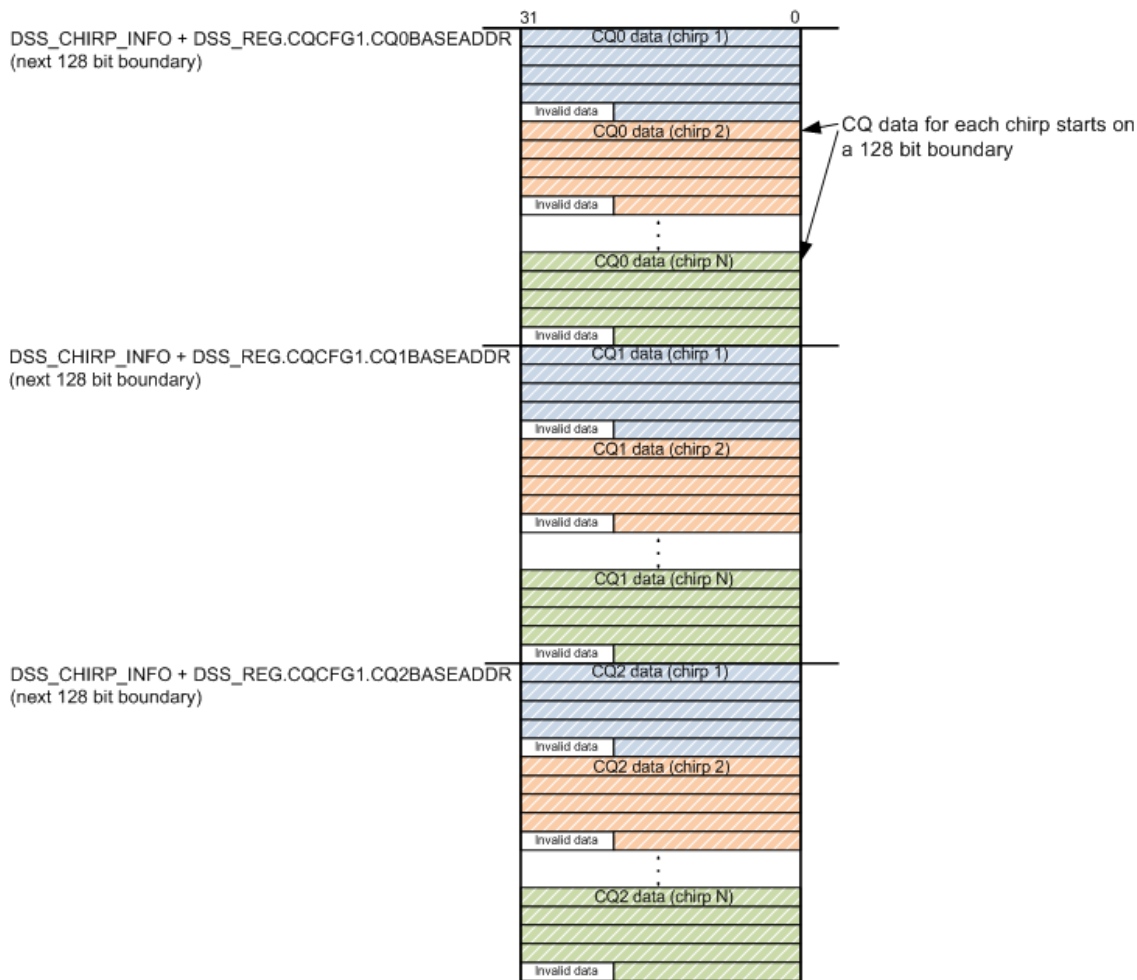 31 0
DSS_CHIRP_INFO + DSS_REG.CQCFG1.CQ0BASEADDR
(next 128 bit boundary)
CQ0 data (chirp 1)
Invalid data
CQ0 data (chirp 2)
CQ data for each chirp starts on
a 128 bit boundary
Invalid data
CQ0 data (chirp N)
Invalid data
DSS_CHIRP_INFO + DSS_REG.CQCFG1.CQ1BASEADDR
(next 128 bit boundary)
CQ1 data (chirp 1)
Invalid data
CQ1 data (chirp 2)
Invalid data
CQ1 data (chirp N)
Invalid data
DSS_CHIRP_INFO + DSS_REG.CQCFG1.CQ2BASEADDR
(next 128 bit boundary)
CQ2 data (chirp 1)
Invalid data
CQ2 data (chirp 2)
Invalid data
CQ2 data (chirp N)
Invalid data